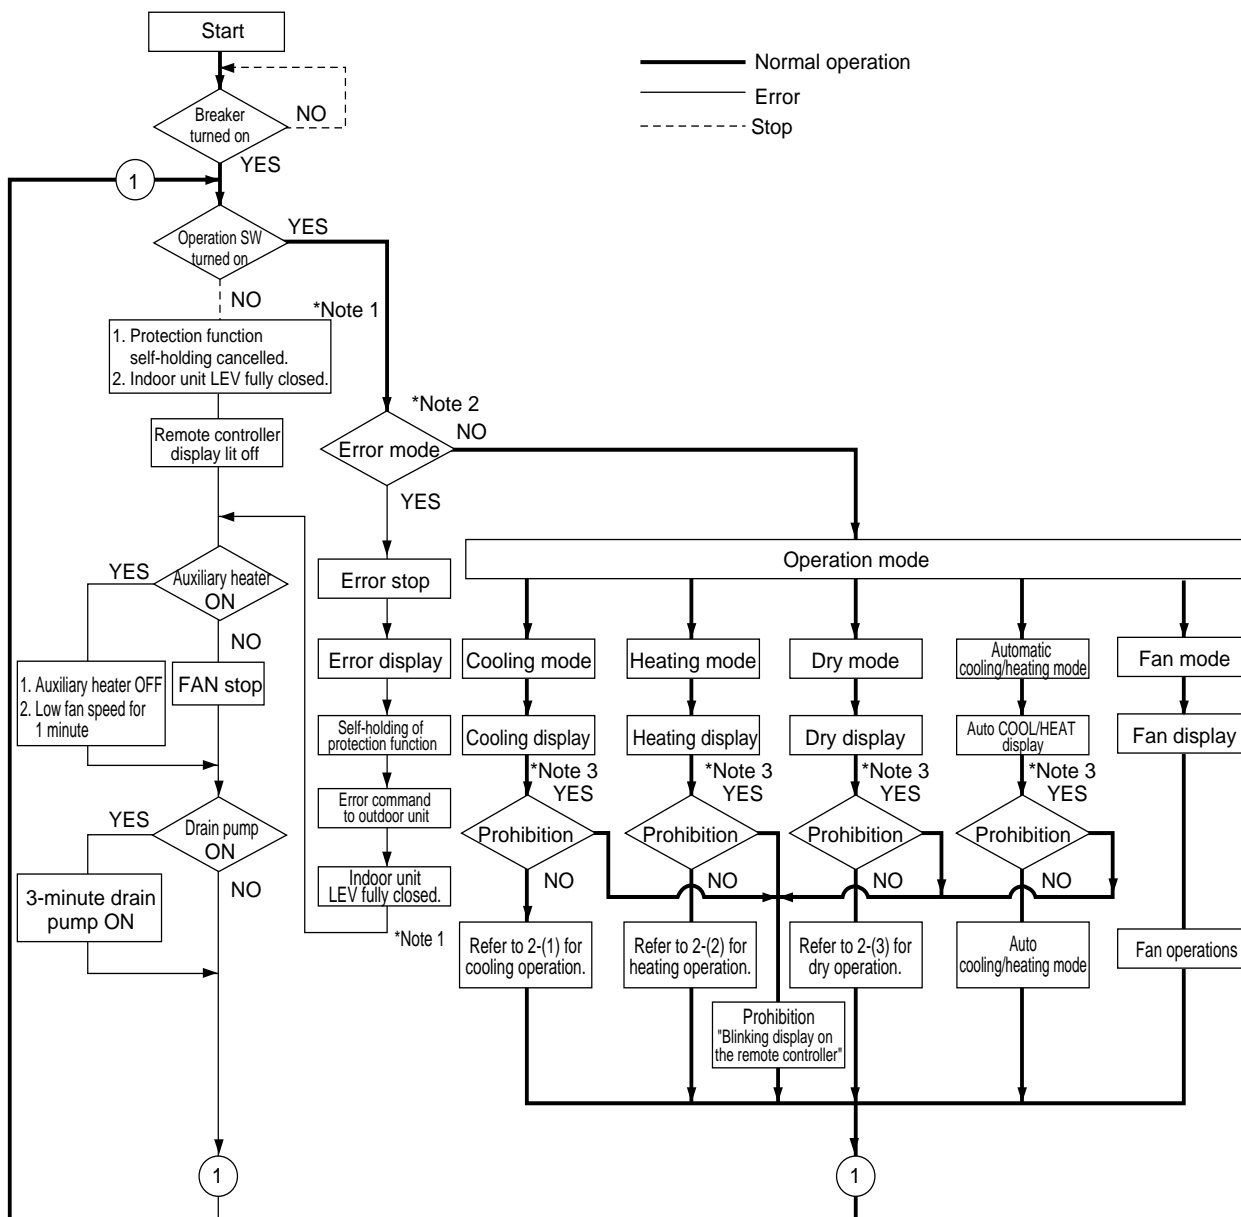 Start
Normal operation
Error
Stop
Breaker
turned on
NO
YES
1
Operation SW
turned on
YES
NO
*Note 1
1. Protection function
self-holding cancelled.
2. Indoor unit LEV fully closed.
Remote controller
display lit off
*Note 2
Error mode
NO
YES
Operation mode
Auxiliary heater
ON
YES
NO
1. Auxiliary heater OFF
2. Low fan speed for
1 minute
FAN stop
Drain pump
ON
YES
NO
3-minute drain
pump ON
1
Error stop
Error display
Self-holding of
protection function
Error command
to outdoor unit
Indoor unit
LEV fully closed.
*Note 1
Cooling mode
Cooling display
*Note 3
YES
Prohibition
NO
Refer to 2-(1) for
cooling operation.
Heating mode
Heating display
*Note 3
YES
Prohibition
NO
Refer to 2-(2) for
heating operation.
Prohibition
"Blinking display on
the remote controller"
Dry mode
Dry display
*Note 3
YES
Prohibition
NO
Refer to 2-(3) for
dry operation.
Automatic
cooling/heating mode
Auto COOL/HEAT
display
*Note 3
YES
Prohibition
NO
Auto
cooling/heating mode
Fan mode
Fan display
Fan operations
1